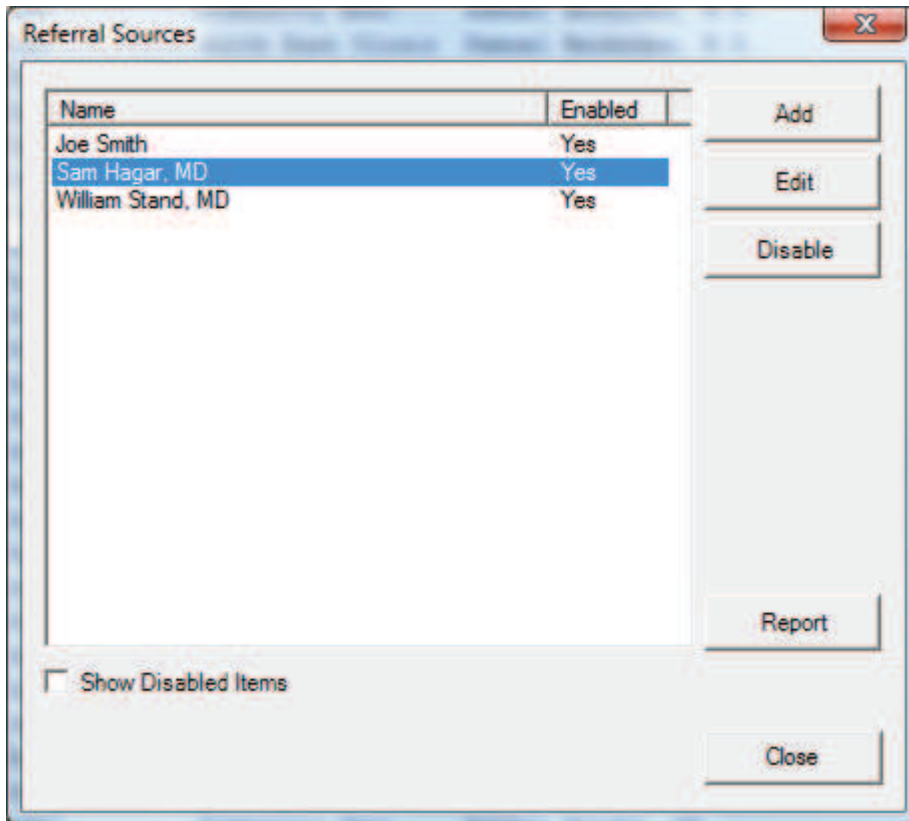 Referral Sources
Name Enabled
Joe Smith Yes
Sam Hagar, MD Yes
William Stand, MD Yes
Add
Edit
Disable
Report
Show Disabled Items
Close